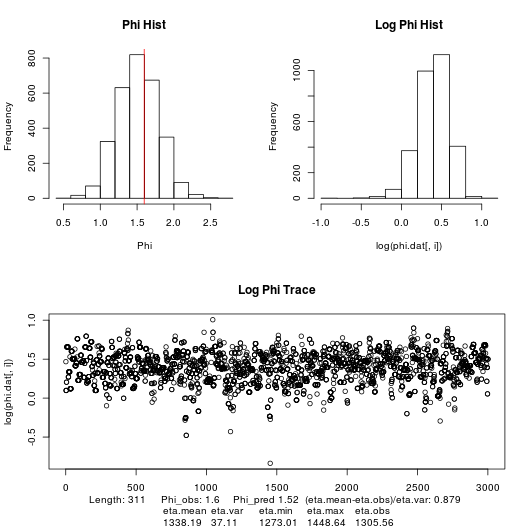 Phi Hist
Log Phi Hist
Frequency
0 200 400 600 800
0.5 1.0 1.5 2.0 2.5
Phi
Frequency
0 200 600 1000
-1.0 0.0 0.5 1.0
log(phi.dat[, i])
Log Phi Trace
log(phi.dat[, i])
-0.5 0.0 0.5 1.0
0 500 1000 1500 2000 2500 3000
Length: 311 Phi_obs: 1.6 Phi_pred 1.52 (eta.mean-eta.obs)/eta.var: 0.879
eta.mean eta.var eta.min eta.max eta.obs
1338.19 37.11 1273.01 1448.64 1305.56